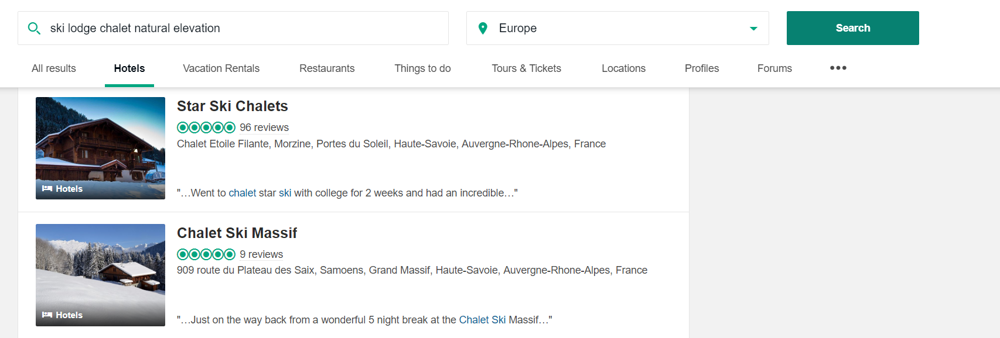 ski lodge chalet natural elevation
Europe
Search
All results
Hotels
Vacation Rentals
Restaurants
Things to do
Tours & Tickets
Locations
Profiles
Forums
Star Ski Chalets
96 reviews
Chalet Etoile Filante, Morzine, Portes du Soleil, Haute-Savoie, Auvergne-Rhone-Alpes, France
Hotels
"…Went to chalet star ski with college for 2 weeks and had an incredible…"
Chalet Ski Massif
9 reviews
909 route du Plateau des Saix, Samoens, Grand Massif, Haute-Savoie, Auvergne-Rhone-Alpes, France
Hotels
"…Just on the way back from a wonderful 5 night break at the Chalet Ski Massif…"